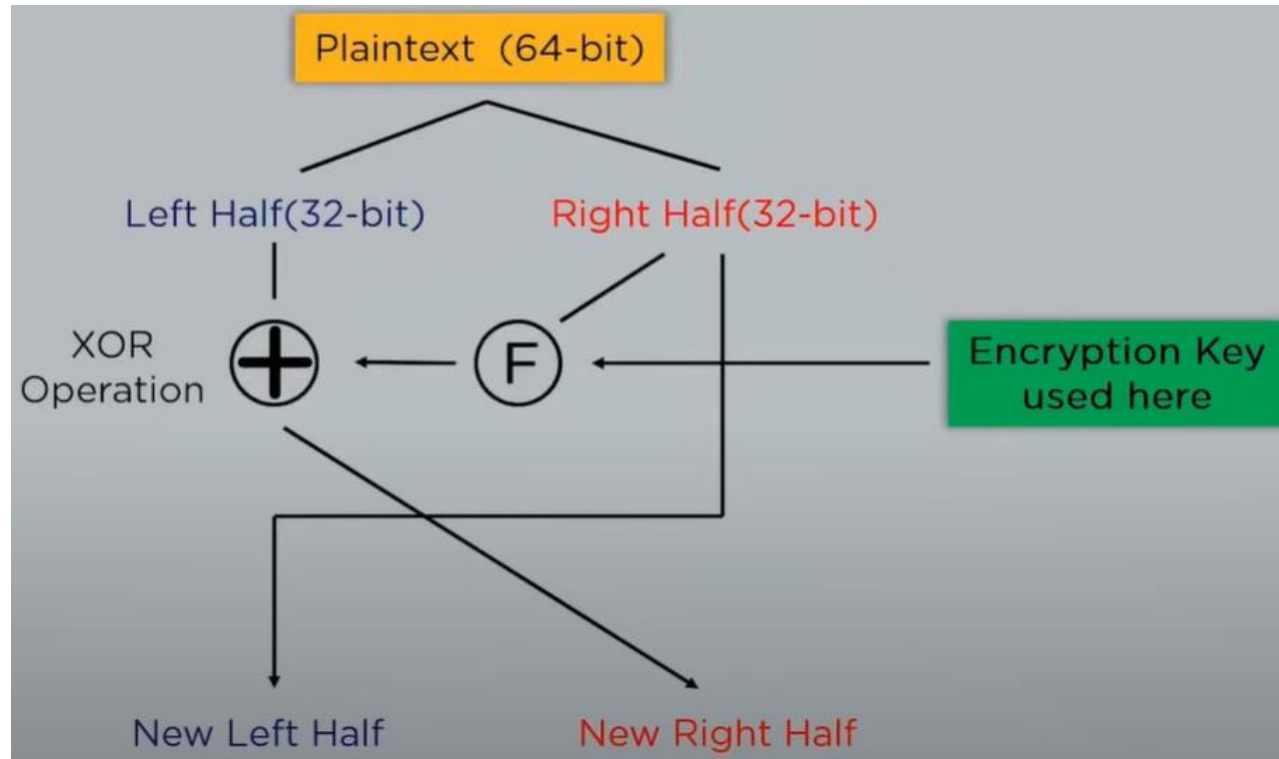 Plaintext (64-bit)
Left Half(32-bit)
Right Half(32-bit)
XOR
Operation
F
Encryption Key
used here
New Left Half
New Right Half